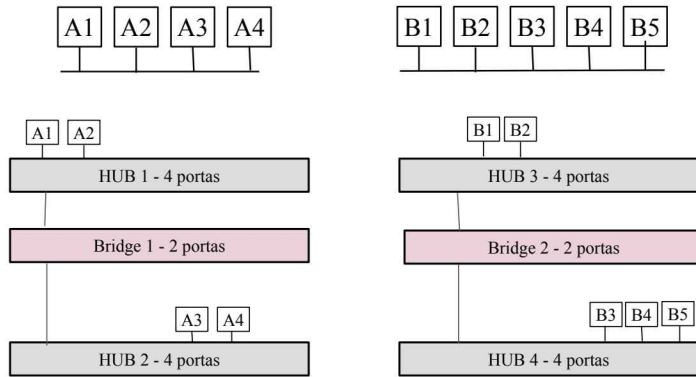 A1 A2 A3 A4
B1 B2 B3 B4 B5
A1 A2
HUB 1 - 4 portas
Bridge 1 - 2 portas
A3 A4
HUB 2 - 4 portas
B1 B2
HUB 3 - 4 portas
Bridge 2 - 2 portas
B3 B4 B5
HUB 4 - 4 portas